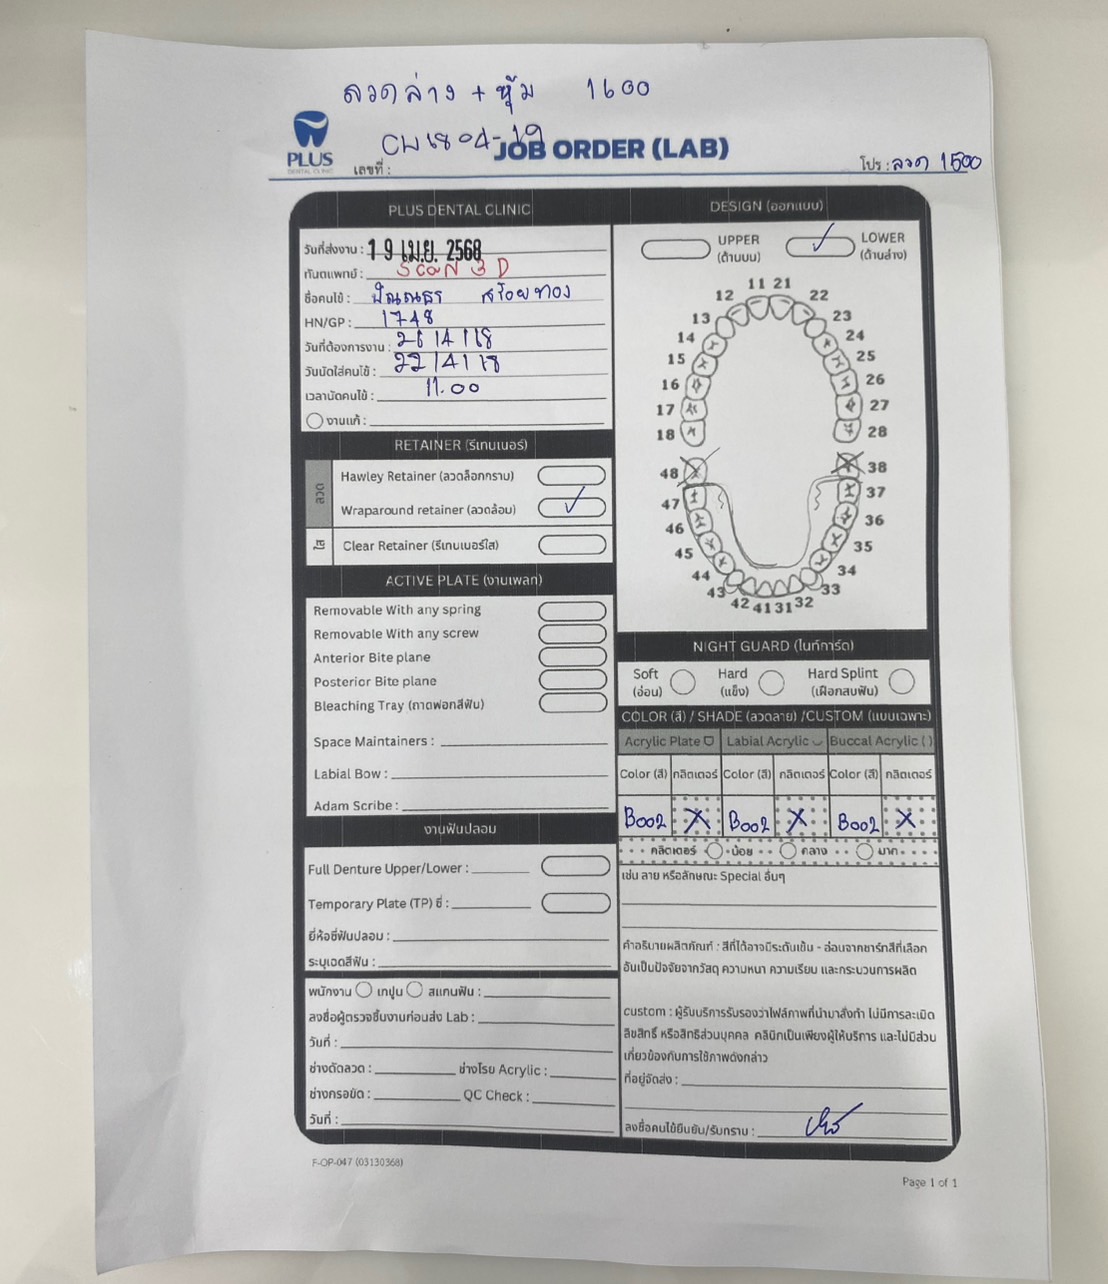 ลวดล่าง + หุ้ม 1600
PLUS
DENTAL CLINIC
เลขที่ : CW1804-19
JOB ORDER (LAB)
โปร : ลวด 1500
PLUS DENTAL CLINIC
วันที่ส่งงาน : 19 เม.ย. 2568
ทันตแพทย์ : Scan 3D
ชื่อคนไข้ : ปัณณธร สร้อยทอง
HN/GP : 1748
วันที่ต้องการงาน :
วันนัดใส่คนไข้ : 22/4/68
เวลานัดคนไข้ : 11.00
งานแก้ :
RETAINER (รีเทนเนอร์)
ลวด
Hawley Retainer (ลวดล็อกกราม)
Wraparound retainer (ลวดล้อม)
ใส
Clear Retainer (รีเทนเนอร์ใส)
ACTIVE PLATE (งานเพลท)
Removable With any spring
Removable With any screw
Anterior Bite plane
Posterior Bite plane
Bleaching Tray (ถาดฟอกสีฟัน)
Space Maintainers :
Labial Bow :
Adam Scribe :
งานฟันปลอม
Full Denture Upper/Lower :
Temporary Plate (TP) ซี่ :
ยี่ห้อซี่ฟันปลอม :
ระบุเฉดสีฟัน :
พนักงาน เทปูน สแกนฟัน :
ลงชื่อผู้ตรวจชิ้นงานก่อนส่ง Lab :
วันที่ :
ช่างดัดลวด : ช่างโรย Acrylic :
ช่างกรอขัด : QC Check :
วันที่ :
DESIGN (ออกแบบ)
UPPER
(ด้านบน)
LOWER
(ด้านล่าง)
11 21
12 22
13 23
14 24
15 25
16 26
17 27
18 28
48 38
47 37
46 36
45 35
44 34
43 33
42 41 31 32
NIGHT GUARD (ไนท์การ์ด)
Soft
(อ่อน)
Hard
(แข็ง)
Hard Splint
(เฝือกสบฟัน)
COLOR (สี) / SHADE (ลวดลาย) /CUSTOM (แบบเฉพาะ)
Acrylic Plate Labial Acrylic Buccal Acrylic ( )
Color (สี) กลิตเตอร์ Color (สี) กลิตเตอร์ Color (สี) กลิตเตอร์
B002 X B002 X B002 X
กลิตเตอร์ น้อย กลาง มาก
เช่น ลาย หรือลักษณะ Special อื่นๆ
คำอธิบายผลิตภัณฑ์ : สีที่ได้อาจมีระดับเข้ม - อ่อนจากชาร์ทสีที่เลือก
อันเป็นปัจจัยจากวัสดุ ความหนา ความเรียบ และกระบวนการผลิต
custom : ผู้รับบริการรับรองว่าไฟล์ภาพที่นำมาสั่งทำ ไม่มีการละเมิด
ลิขสิทธิ์ หรือสิทธิส่วนบุคคล คลินิกเป็นเพียงผู้ให้บริการ และไม่มีส่วน
เกี่ยวข้องกับการใช้ภาพดังกล่าว
ที่อยู่จัดส่ง :
ลงชื่อคนไข้ยืนยัน/รับทราบ :
F-OP-047 (03130368)
Page 1 of 1